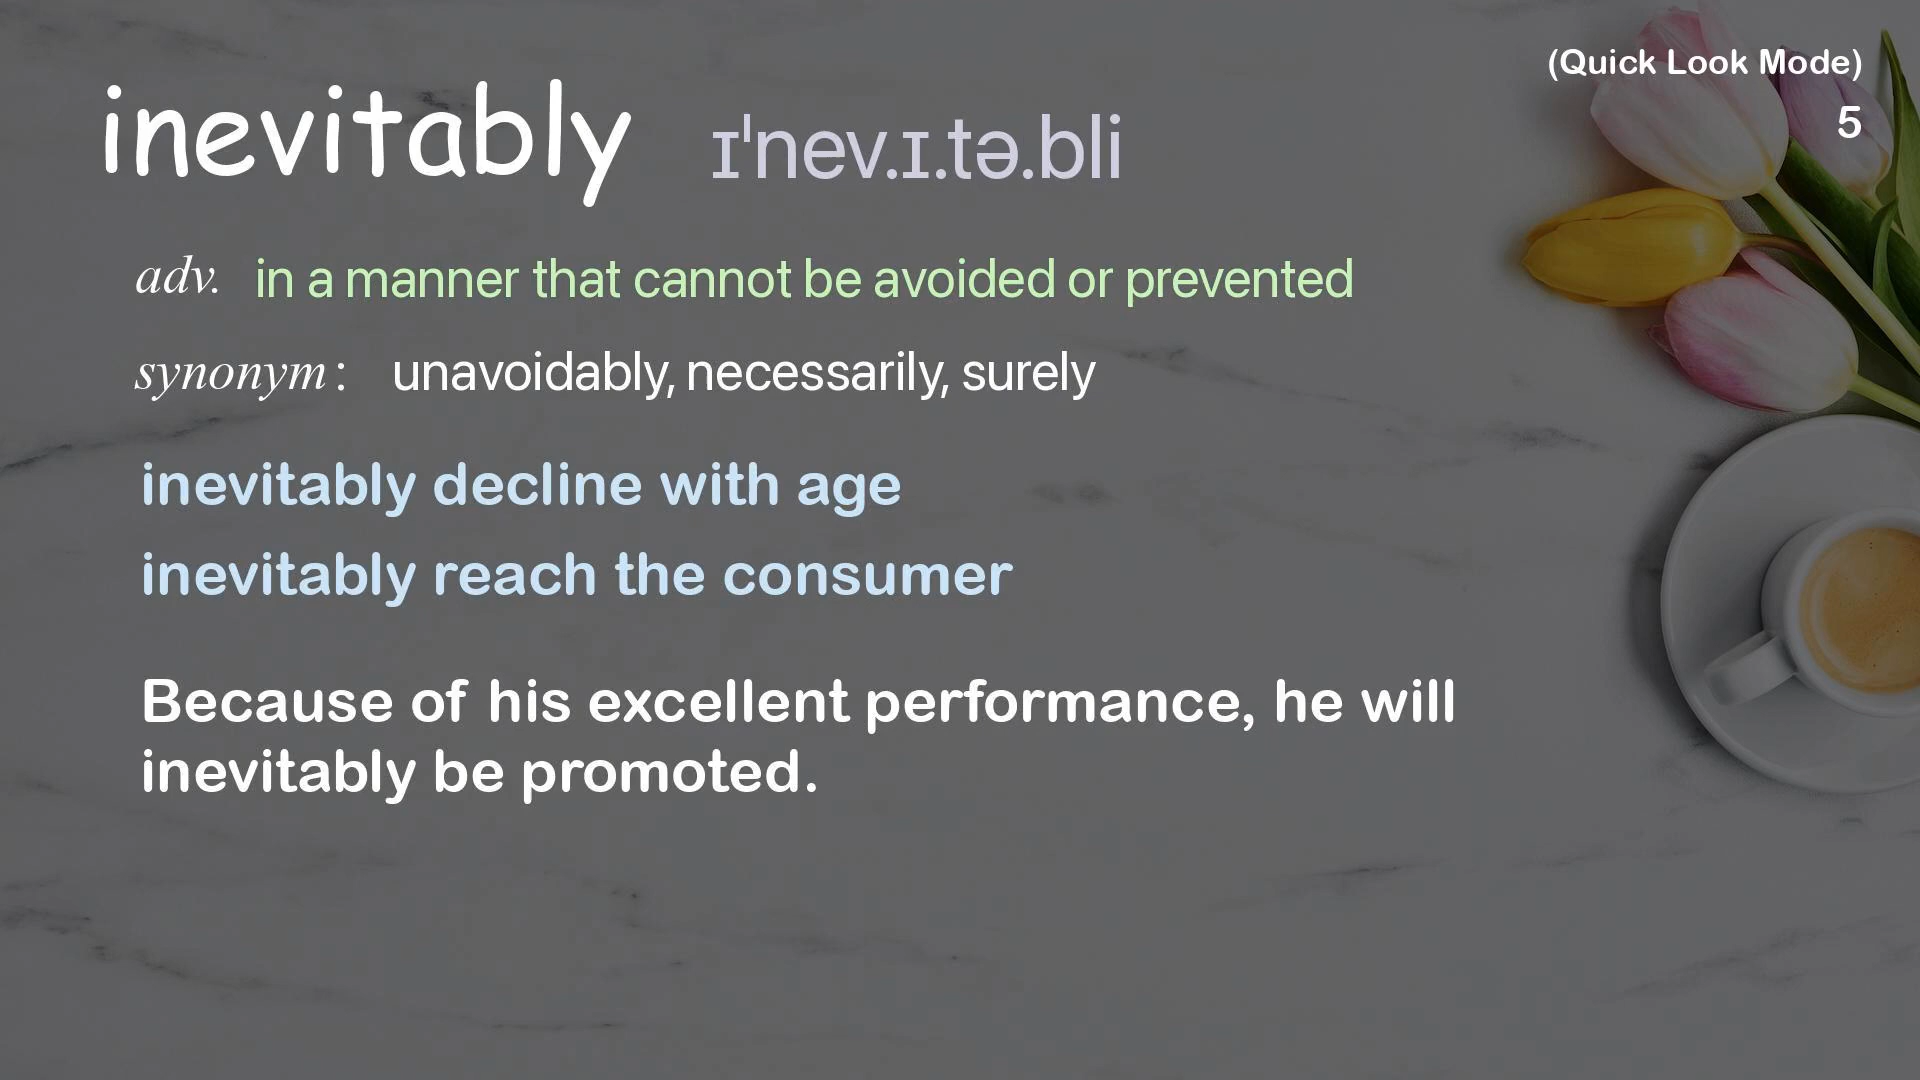 (Quick Look Mode)
5
inevitably ɪˈnev.ɪ.tə.bli
adv. in a manner that cannot be avoided or prevented
synonym : unavoidably, necessarily, surely
inevitably decline with age
inevitably reach the consumer
Because of his excellent performance, he will
inevitably be promoted.